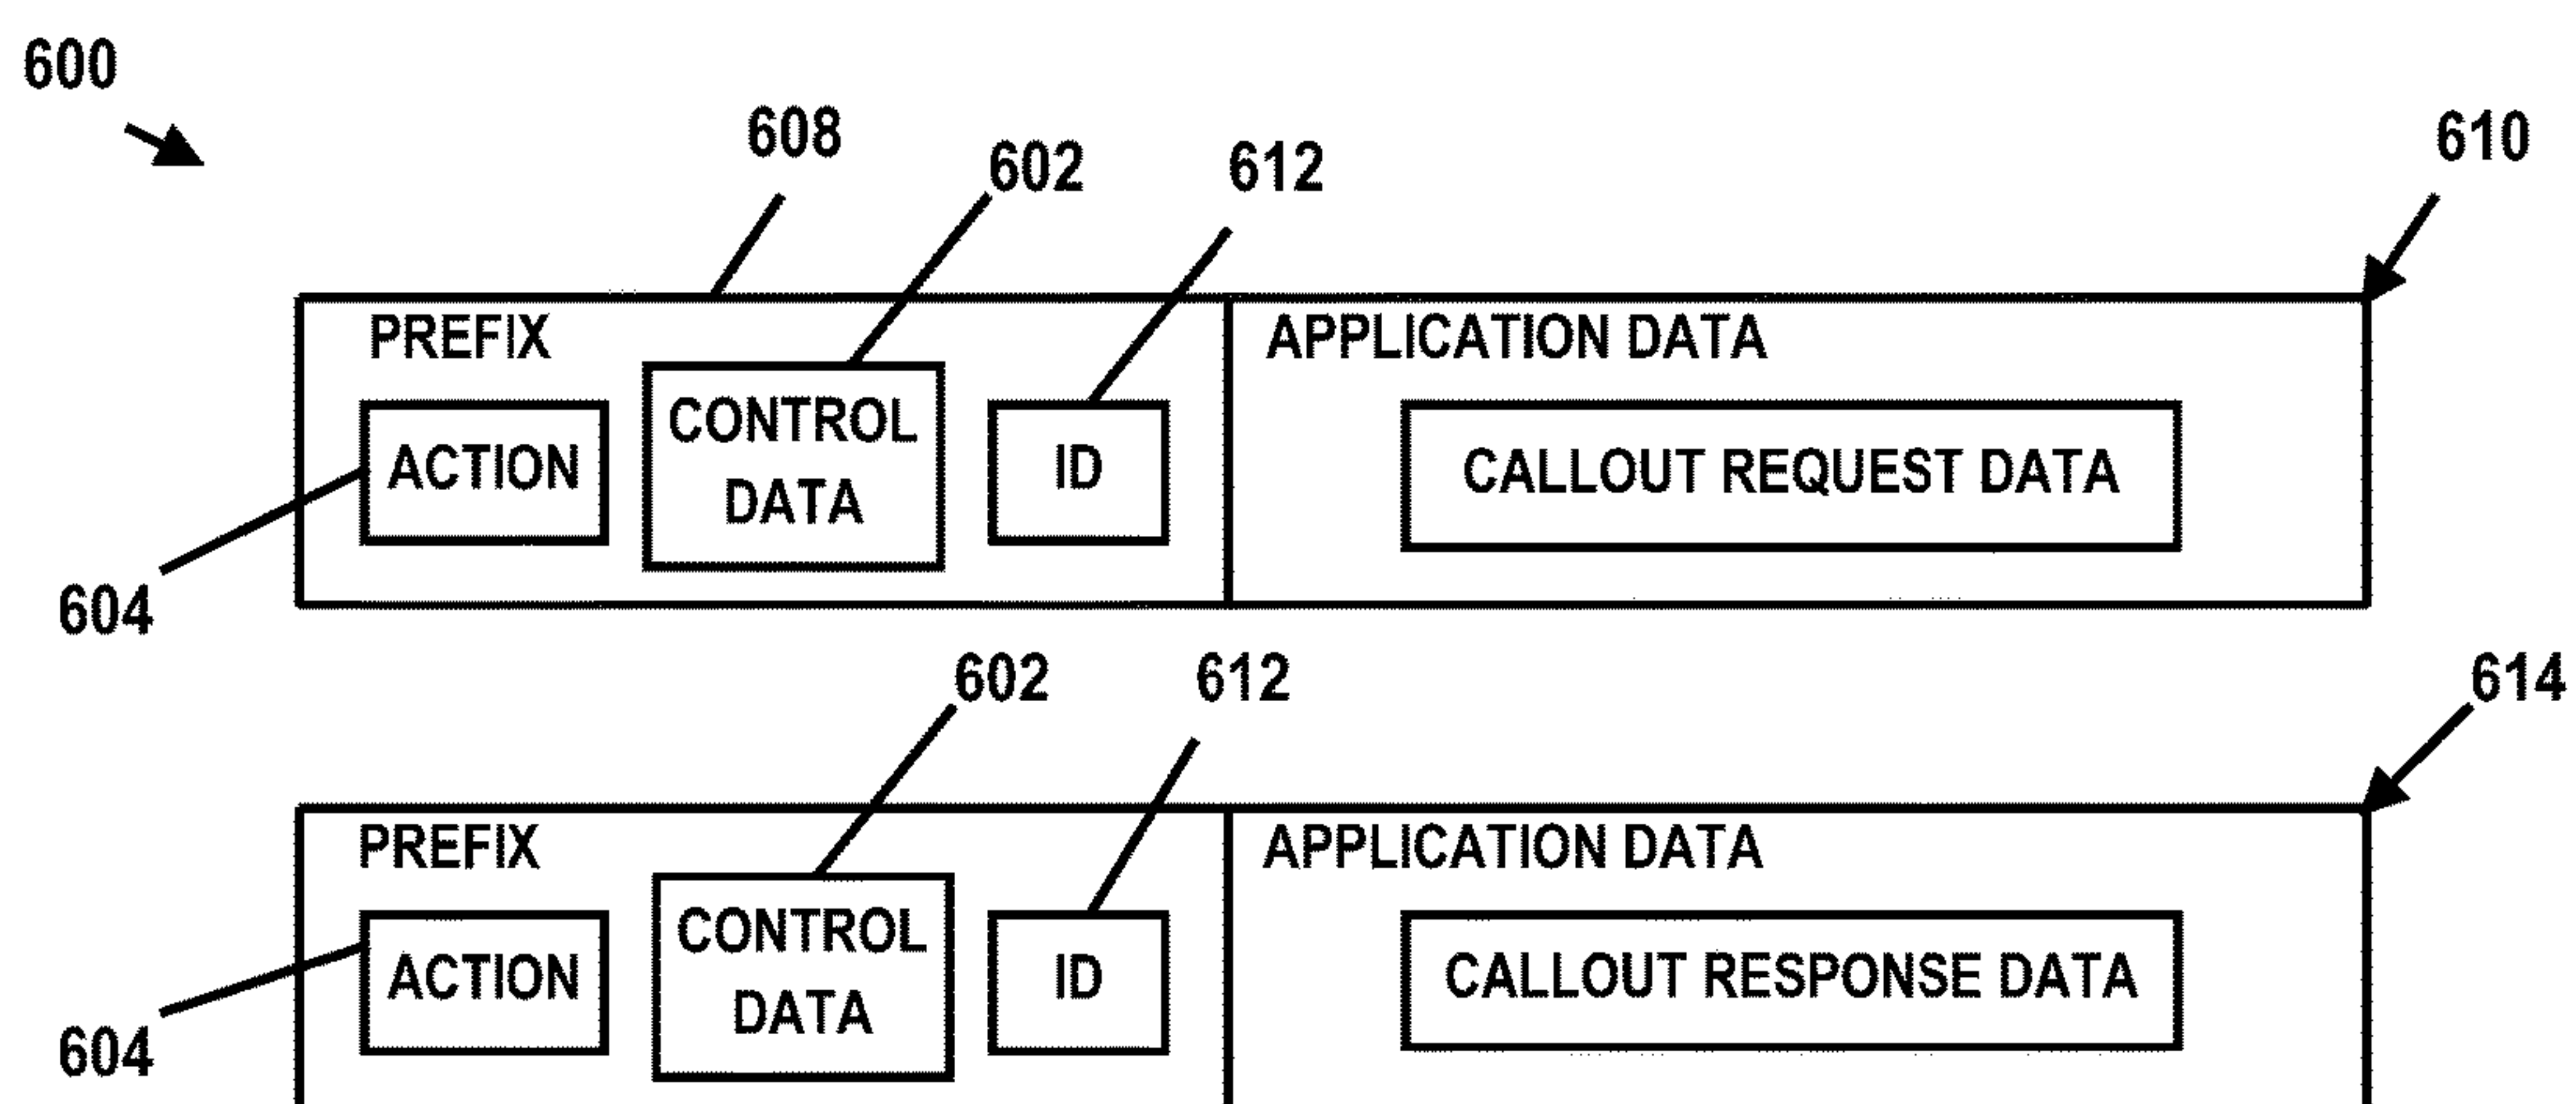 600
608
602
612
610
PREFIX
APPLICATION DATA
ACTION
CONTROL
DATA
ID
CALLOUT REQUEST DATA
604
602
612
614
PREFIX
APPLICATION DATA
ACTION
CONTROL
DATA
ID
CALLOUT RESPONSE DATA
604